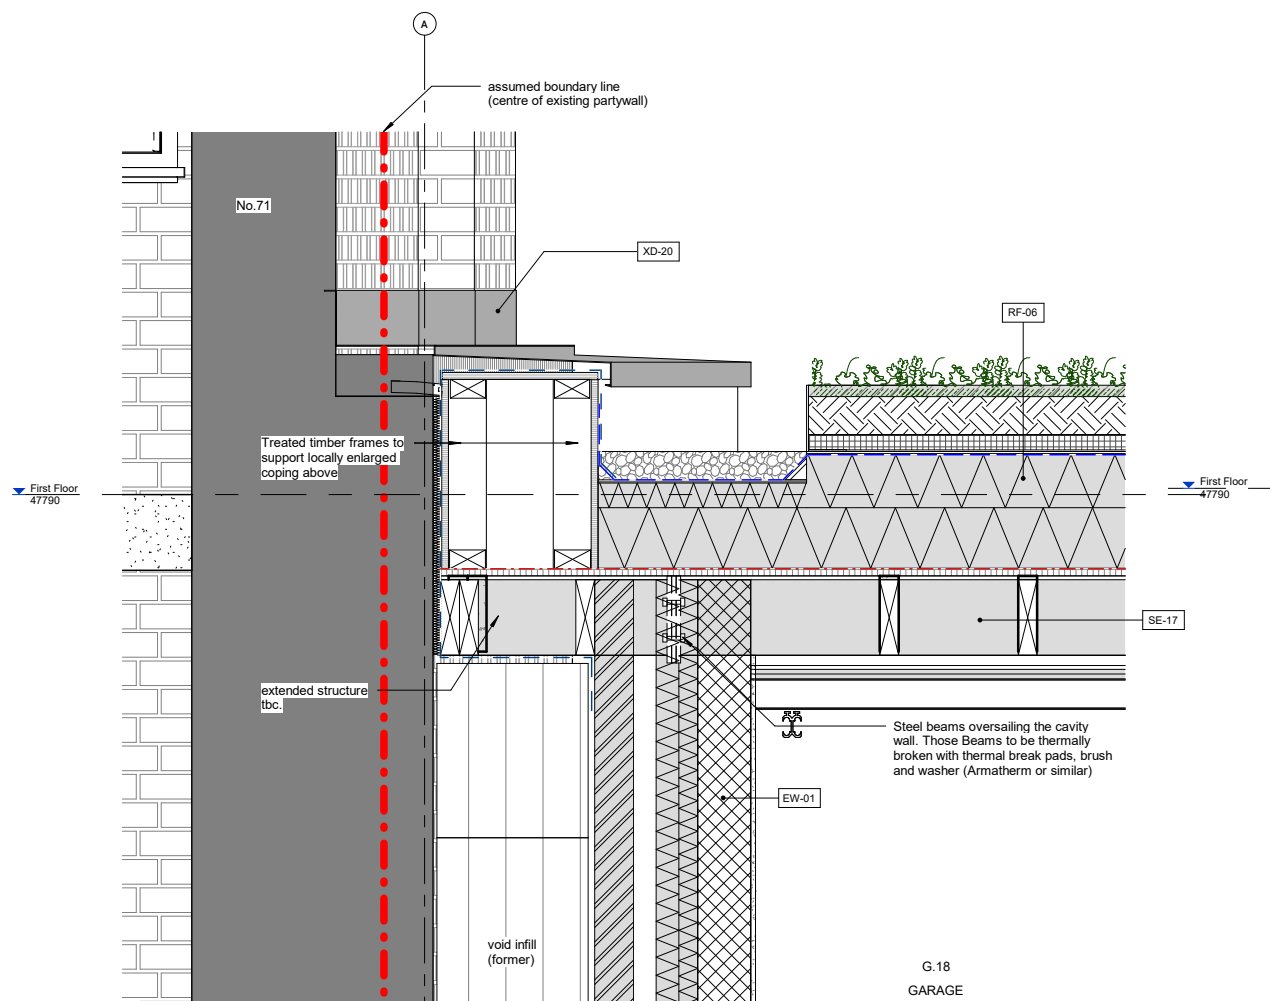 A
assumed boundary line
(centre of existing partywall)
No.71
XD-20
RF-06
Treated timber frames to
support locally enlarged
coping above
First Floor
47790
First Floor
47790
SE-17
extended structure
tbc.
Steel beams oversailing the cavity
wall. Those Beams to be thermally
broken with thermal break pads, brush
and washer (Armatherm or similar)
EW-01
void infill
(former)
G.18
GARAGE